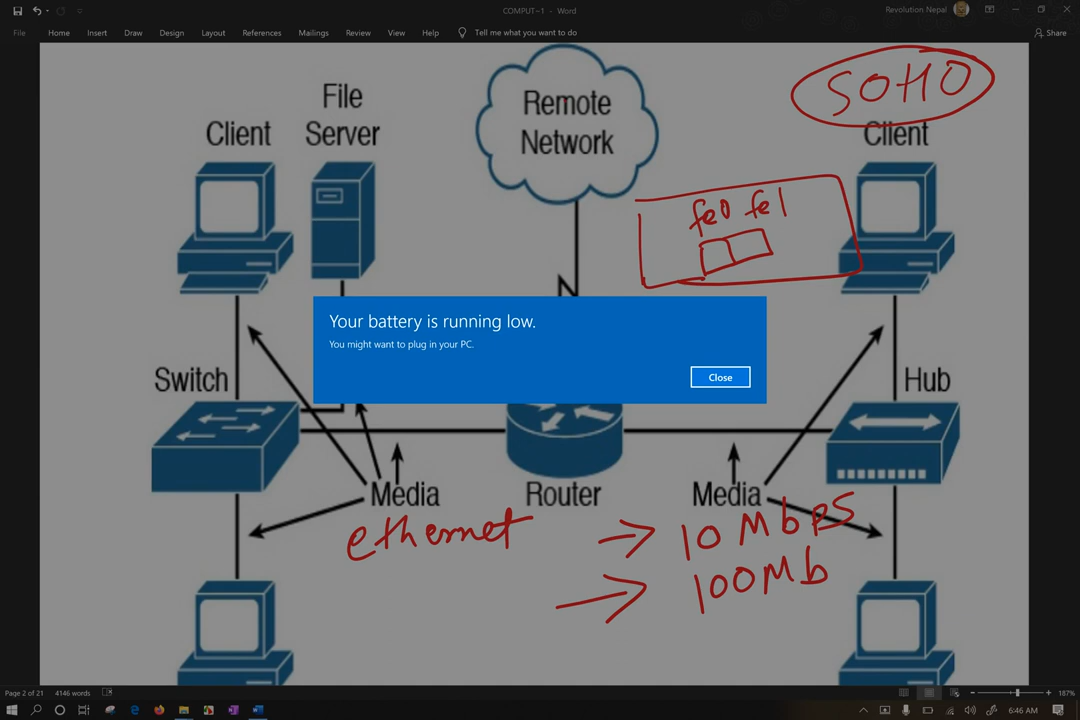 COMPUT~1 - Word
Revolution Nepal
File Home Insert Draw Design Layout References Mailings Review View Help Tell me what you want to do
Share
SOHO
File
Server
Client
Remote
Network
Client
fe0 fe1
Your battery is running low.
You might want to plug in your PC.
Close
Switch
Hub
Media
Router
Media
ethernet
→ 10 Mbps
→ 100Mb
Page 2 of 21 4146 words
187%
6:46 AM